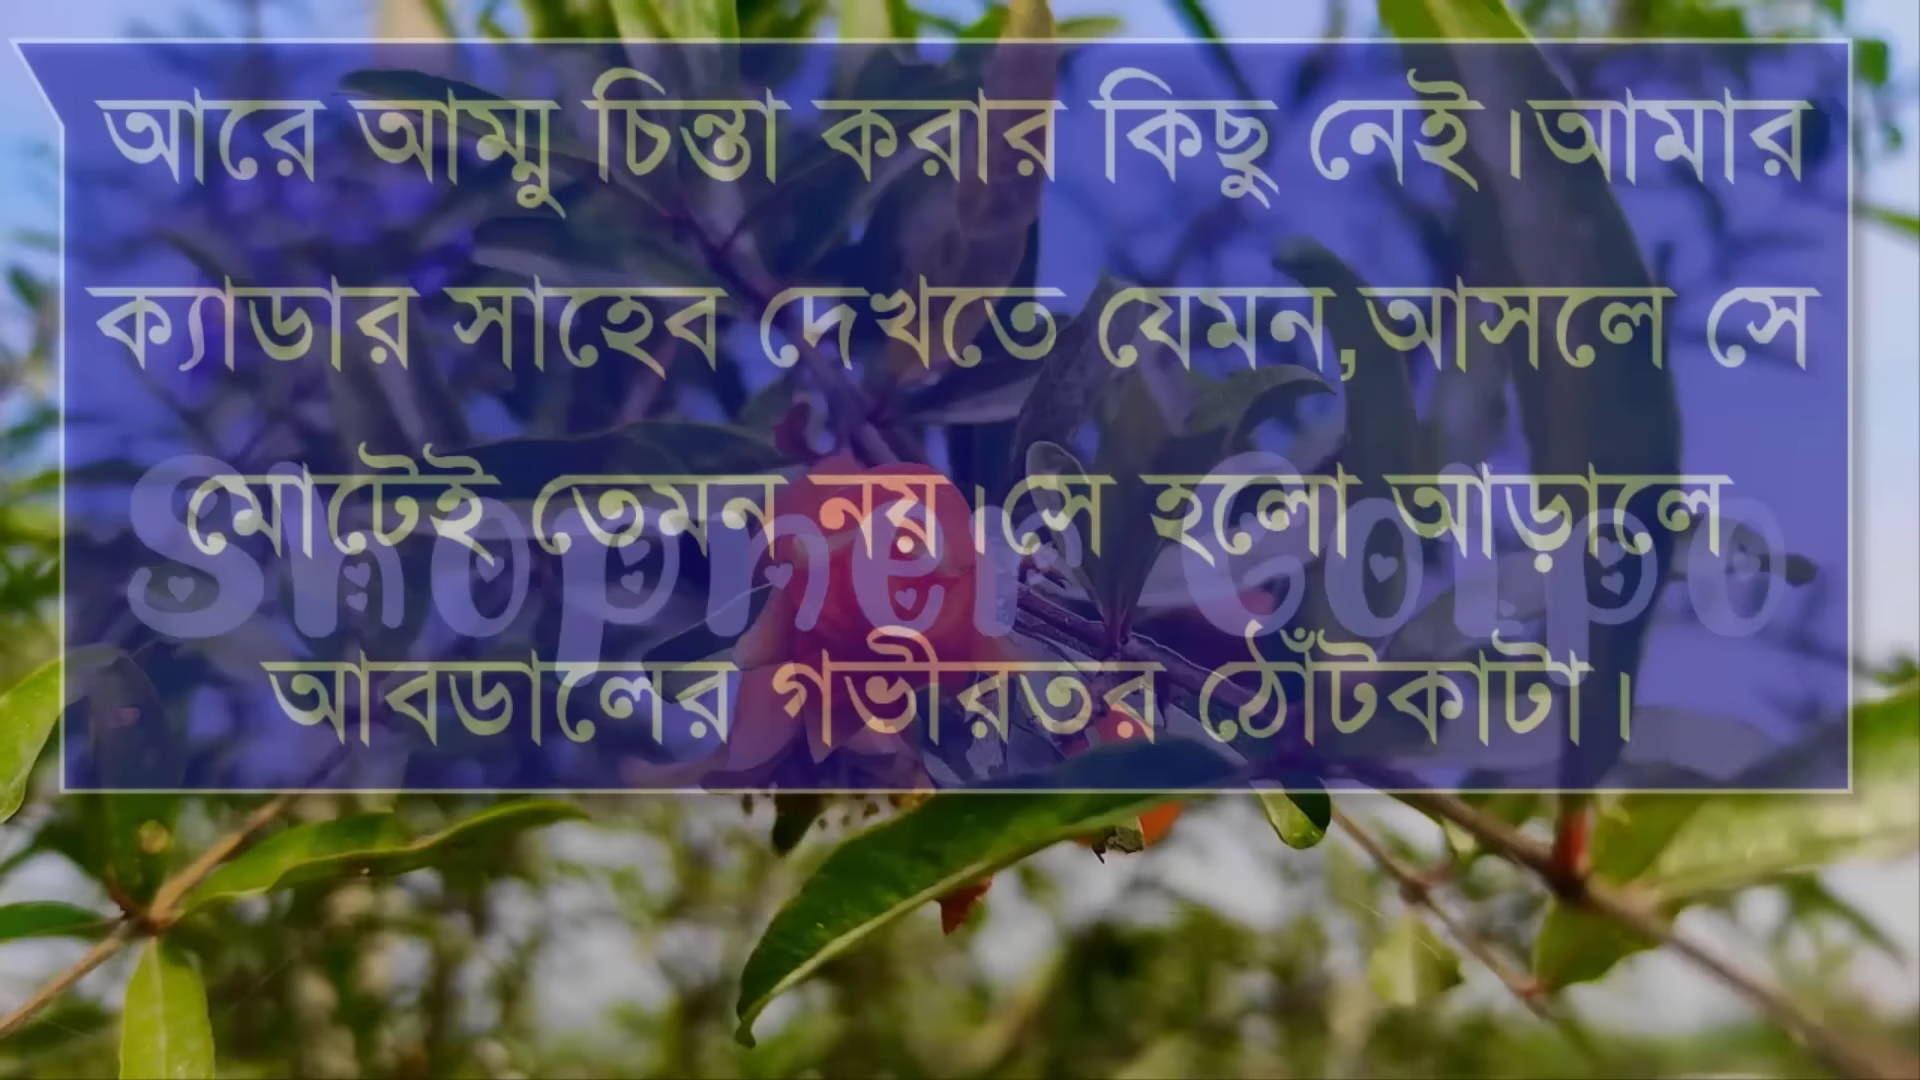 আরে আম্মু চিন্তা করার কিছু নেই।আমার
ক্যাডার সাহেব দেখতে যেমন,আসলে সে
মোটেই তেমন নয়।সে হলো আড়ালে
Shopner Golpo
আবডালের গভীরতর ঠোঁটকাটা।